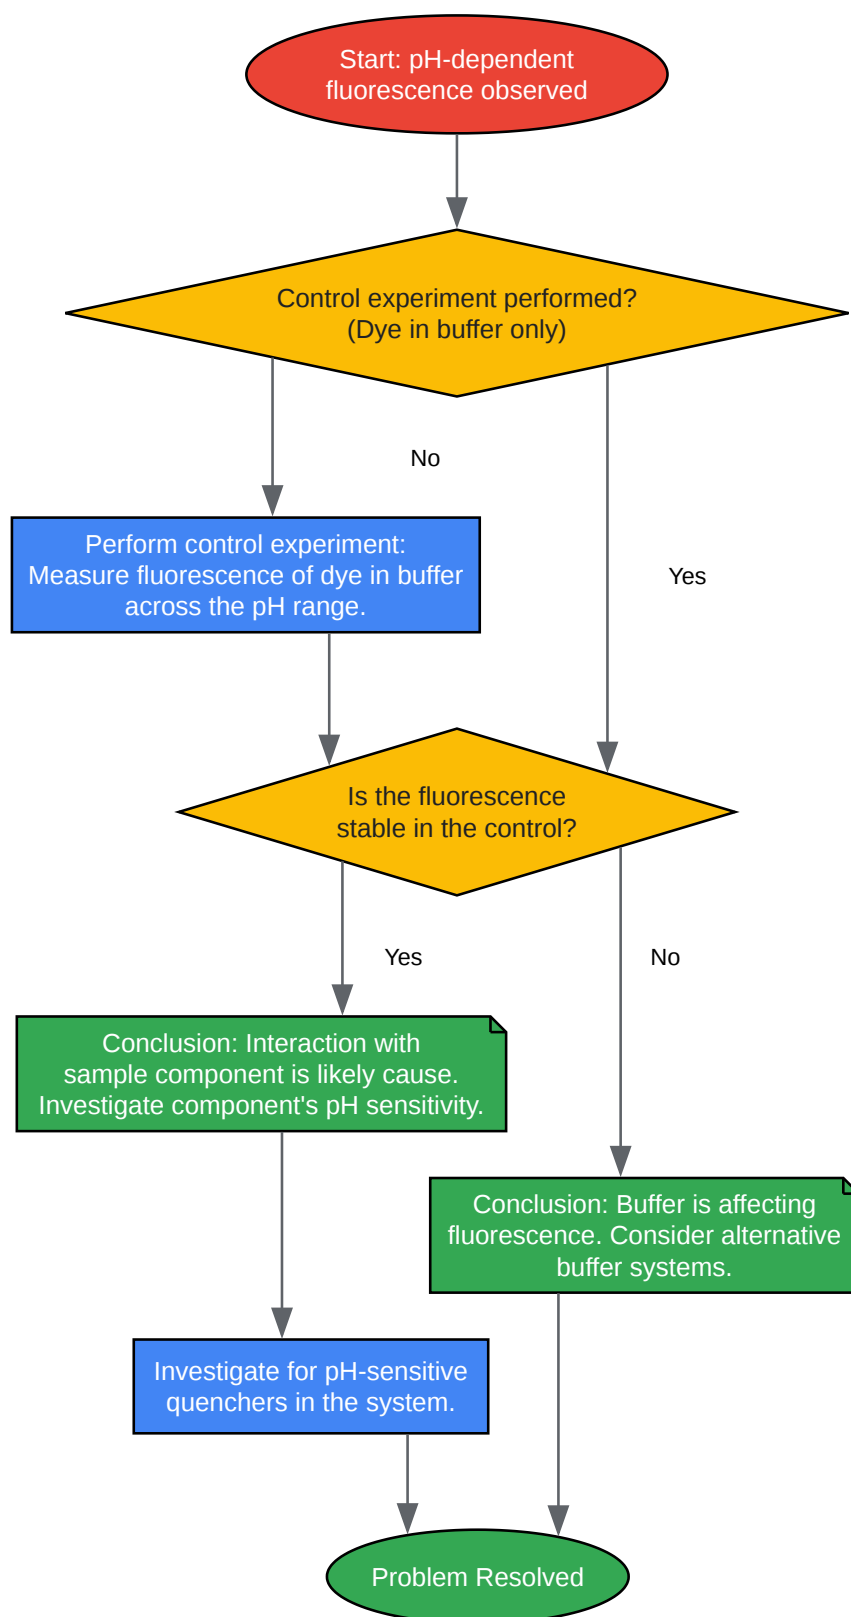 Start: pH-dependent
fluorescence observed
Control experiment performed?
(Dye in buffer only)
No
Perform control experiment:
Measure fluorescence of dye in buffer
across the pH range.
Yes
Is the fluorescence
stable in the control?
Yes
No
Conclusion: Interaction with
sample component is likely cause.
Investigate component's pH sensitivity.
Conclusion: Buffer is affecting
fluorescence. Consider alternative
buffer systems.
Investigate for pH-sensitive
quenchers in the system.
Problem Resolved